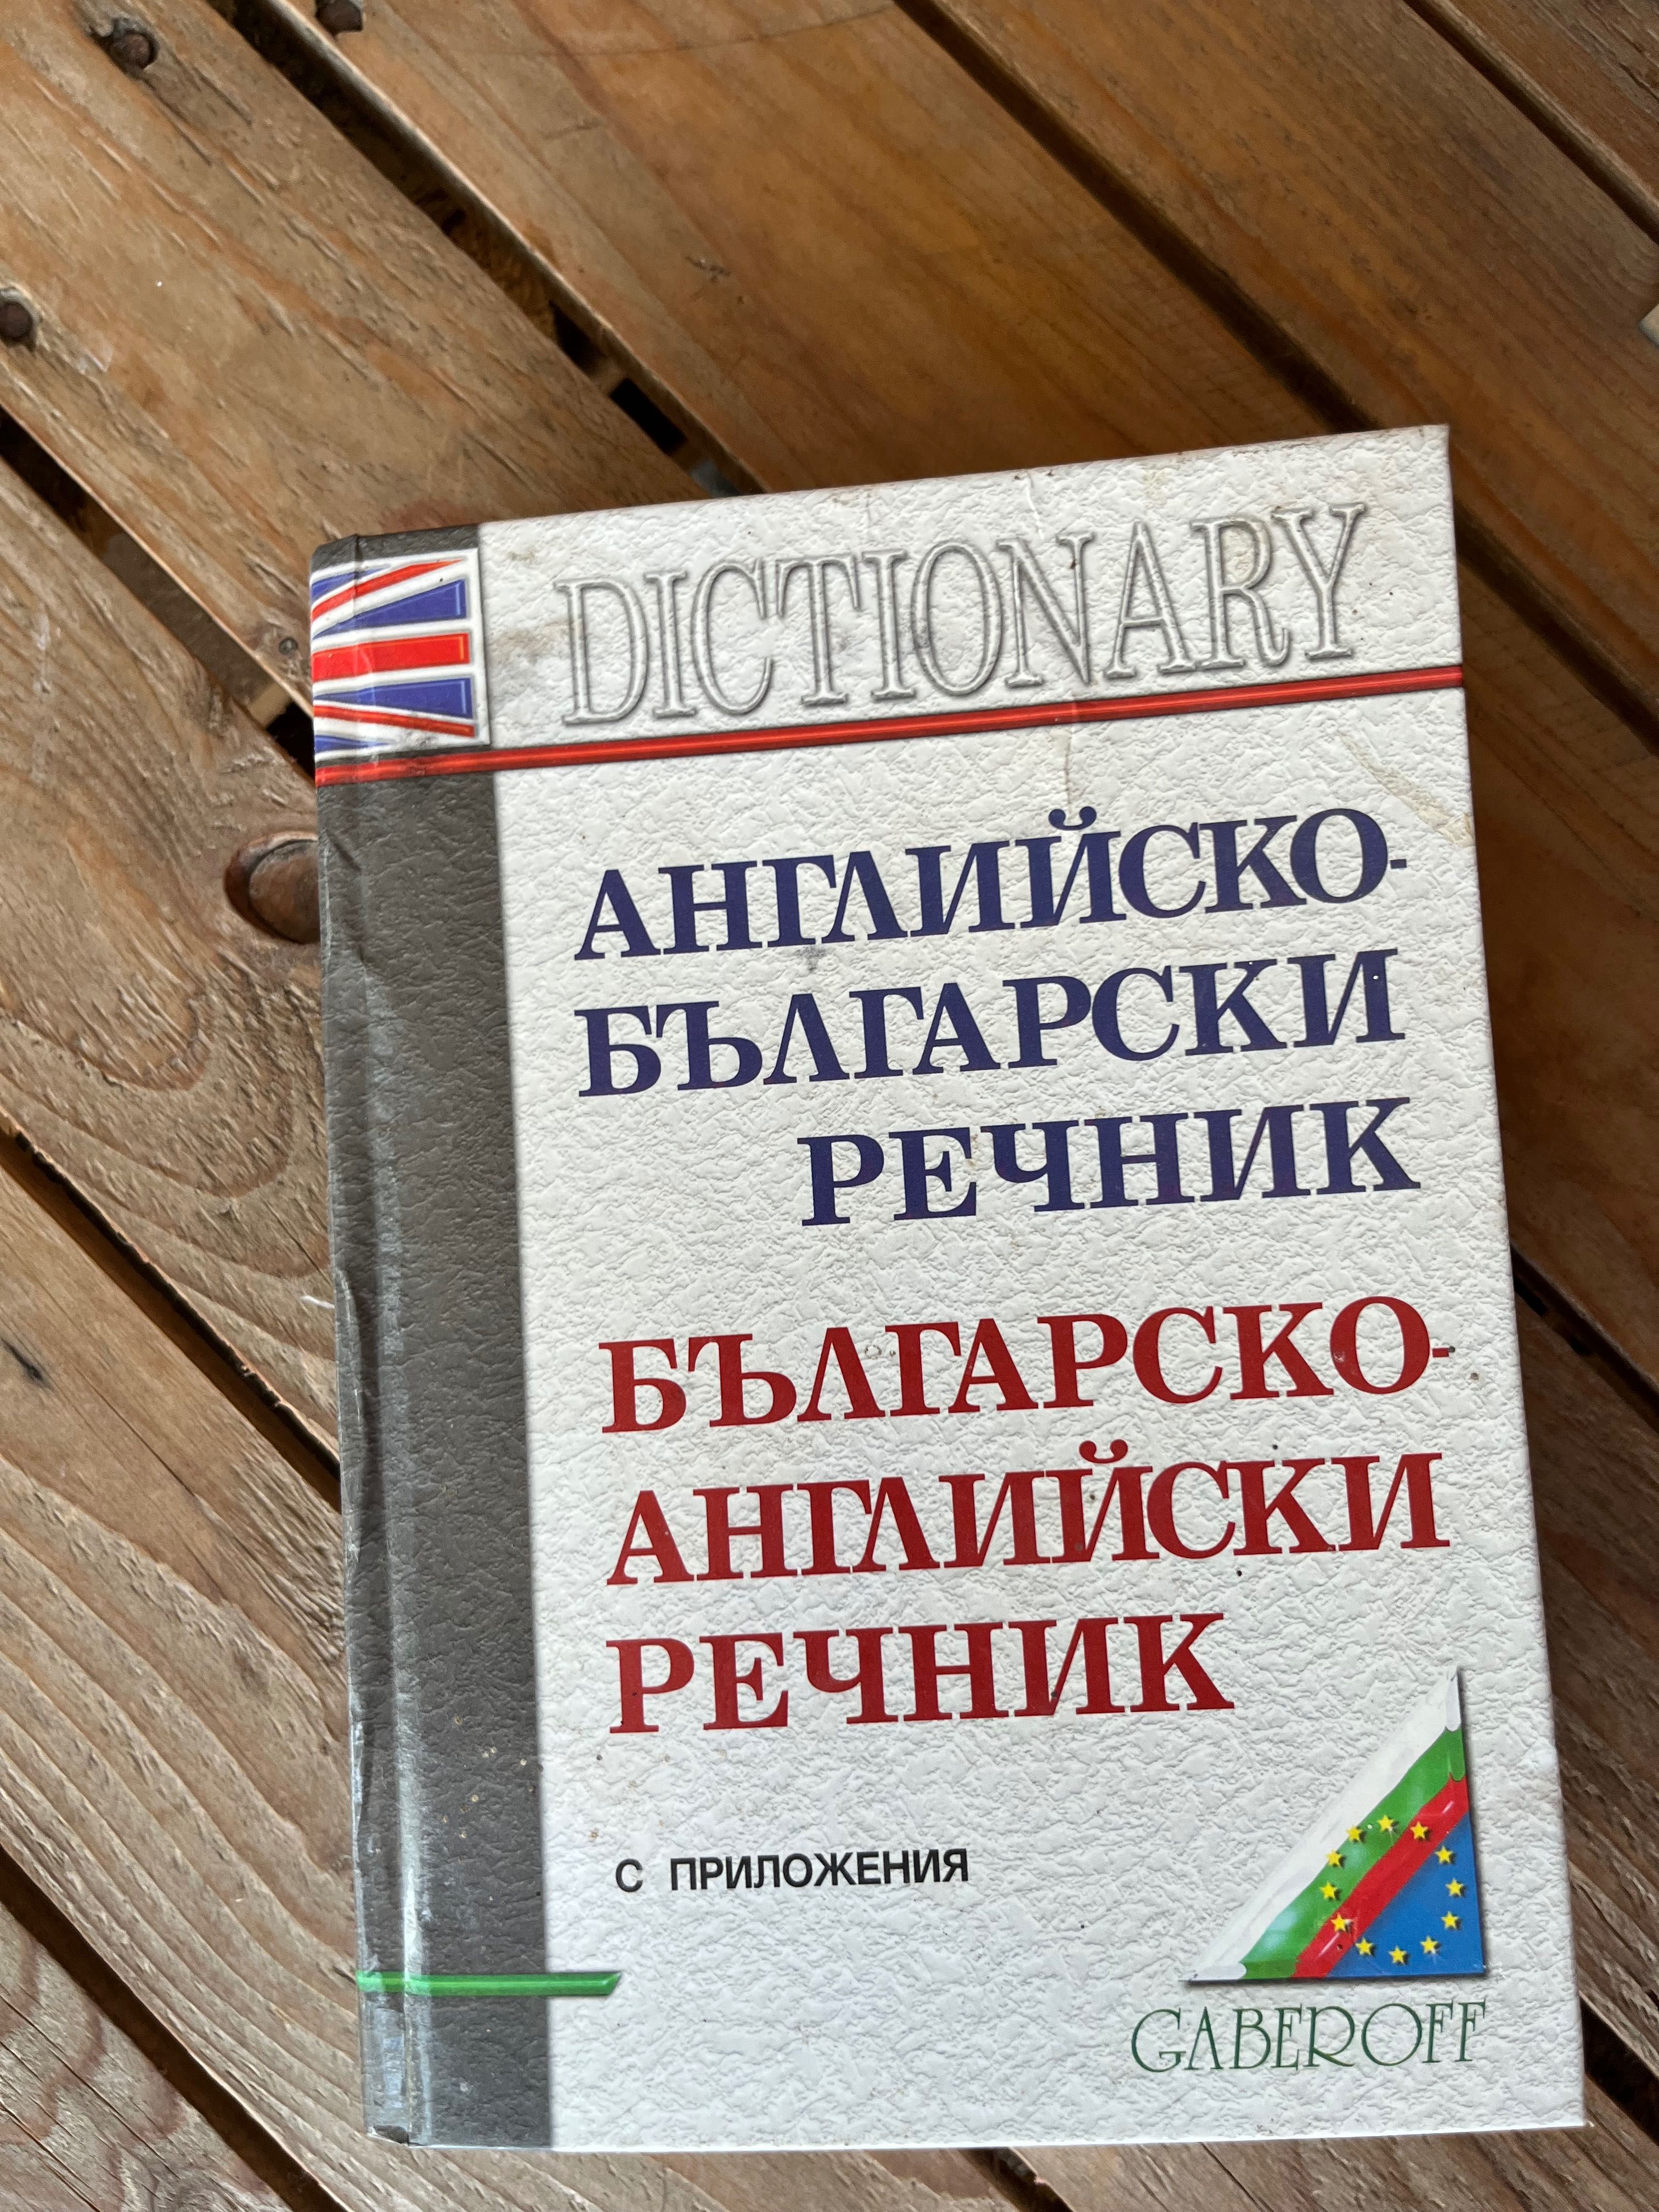 DICTIONARY
АНГЛИЙСКО-
БЪЛГАРСКИ
РЕЧНИК
БЪЛГАРСКО-
АНГЛИЙСКИ
РЕЧНИК
С ПРИЛОЖЕНИЯ
GABEROFF